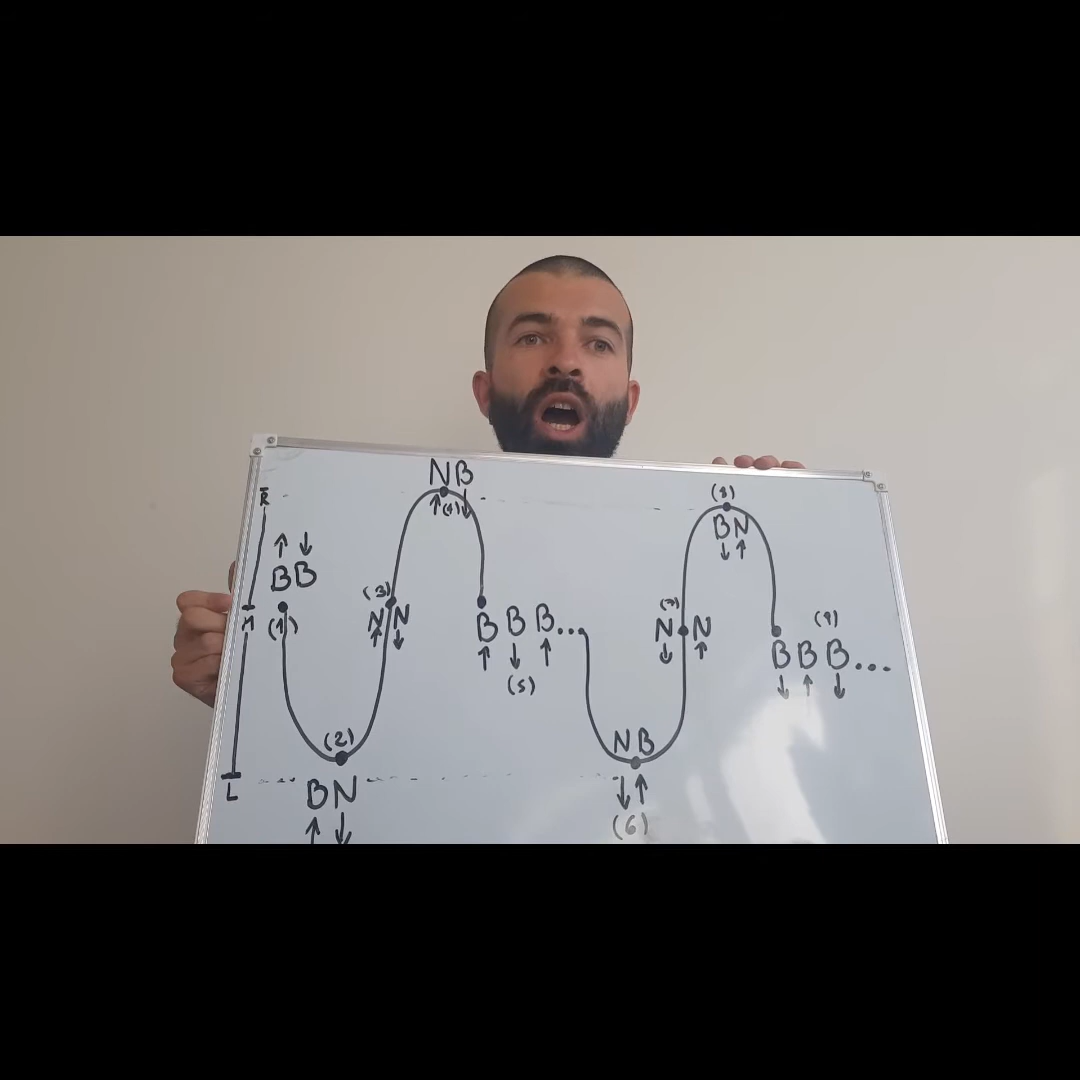 R
M
L
↑ ↓
BB
(1)
(2)
BN
↑ ↓
(3)
N N
↑ ↓
NB
↑(4)↓
B B B...
↑ ↓ ↑
(5)
NB
↓↑
(6)
(7)
N N
↓ ↑
(8)
BN
↓↑
(9)
B B B...
↓ ↑ ↓